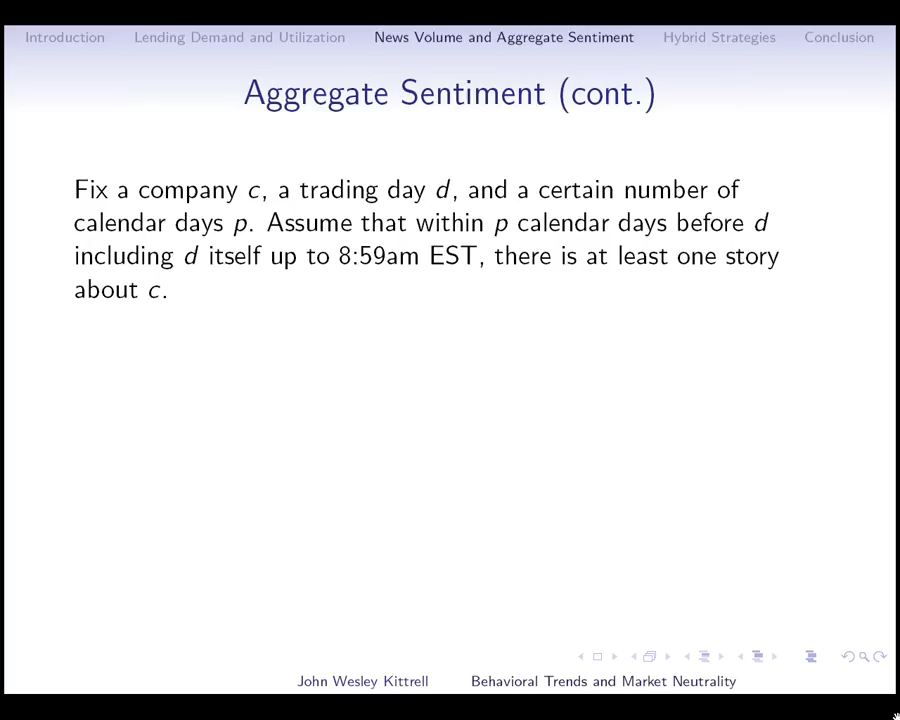 Introduction Lending Demand and Utilization News Volume and Aggregate Sentiment Hybrid Strategies Conclusion
Aggregate Sentiment (cont.)
Fix a company c, a trading day d, and a certain number of
calendar days p. Assume that within p calendar days before d
including d itself up to 8:59am EST, there is at least one story
about c.
John Wesley Kittrell Behavioral Trends and Market Neutrality